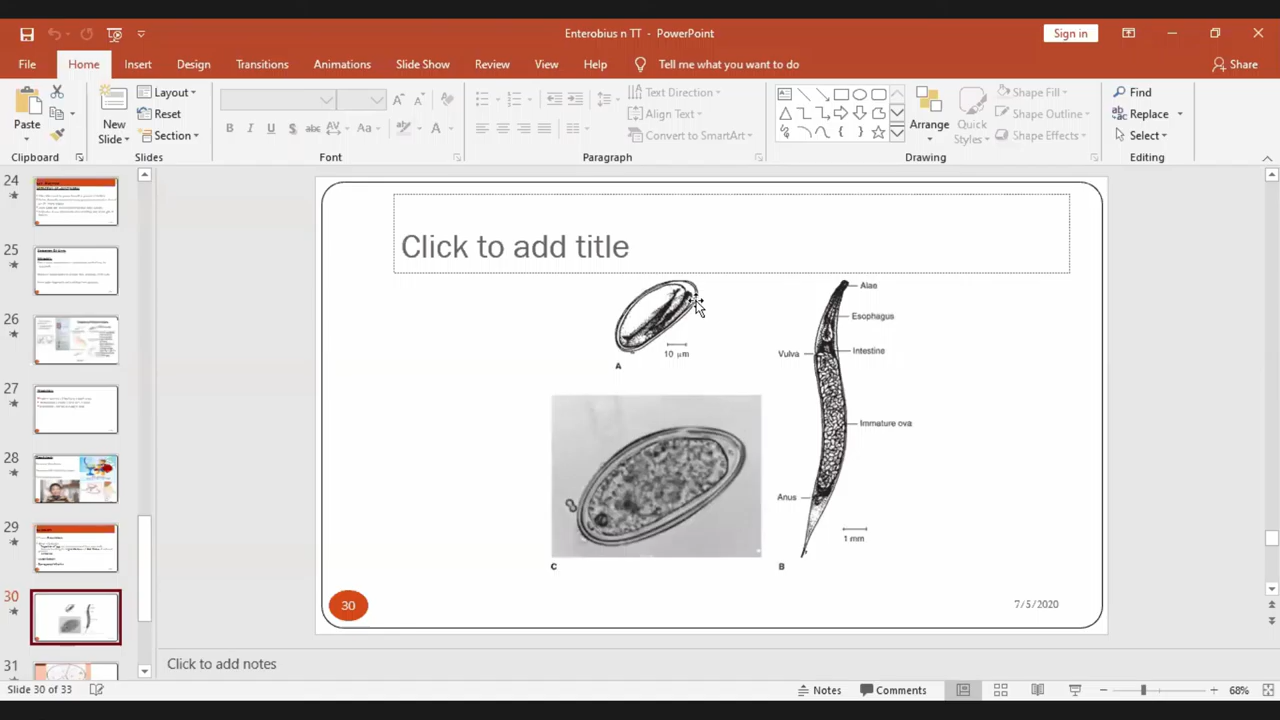 Enterobius n TT - PowerPoint
Sign in
File Home Insert Design Transitions Animations Slide Show Review View Help Tell me what you want to do Share
Paste
New Slide
Layout
Reset
Section
Text Direction
Align Text
Convert to SmartArt
Arrange
Quick Styles
Shape Fill
Shape Outline
Shape Effects
Find
Replace
Select
Clipboard Slides Font Paragraph Drawing Editing
24
25
26
27
28
29
30
31
Click to add title
10 µm
A
C
Alae
Esophagus
Vulva
Intestine
Immature ova
Anus
1 mm
B
30
7/5/2020
Click to add notes
Slide 30 of 33
Notes
Comments
68%